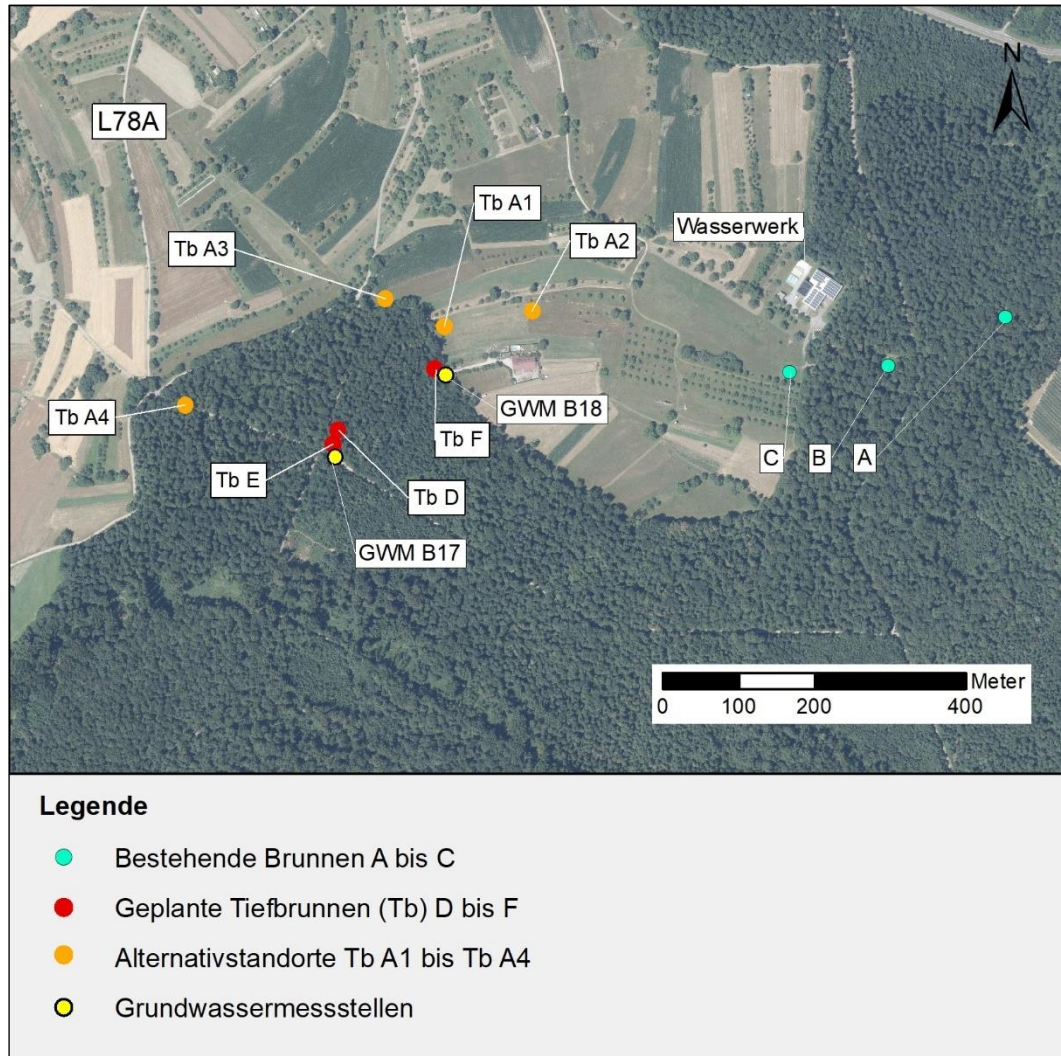 N
L78A
Tb A1
Tb A2
Wasserwerk
Tb A3
Tb A4
GWM B18
Tb F
C
B
A
Tb E
Tb D
GWM B17
Meter
0 100 200 400
Legende
Bestehende Brunnen A bis C
Geplante Tiefbrunnen (Tb) D bis F
Alternativstandorte Tb A1 bis Tb A4
Grundwassermessstellen